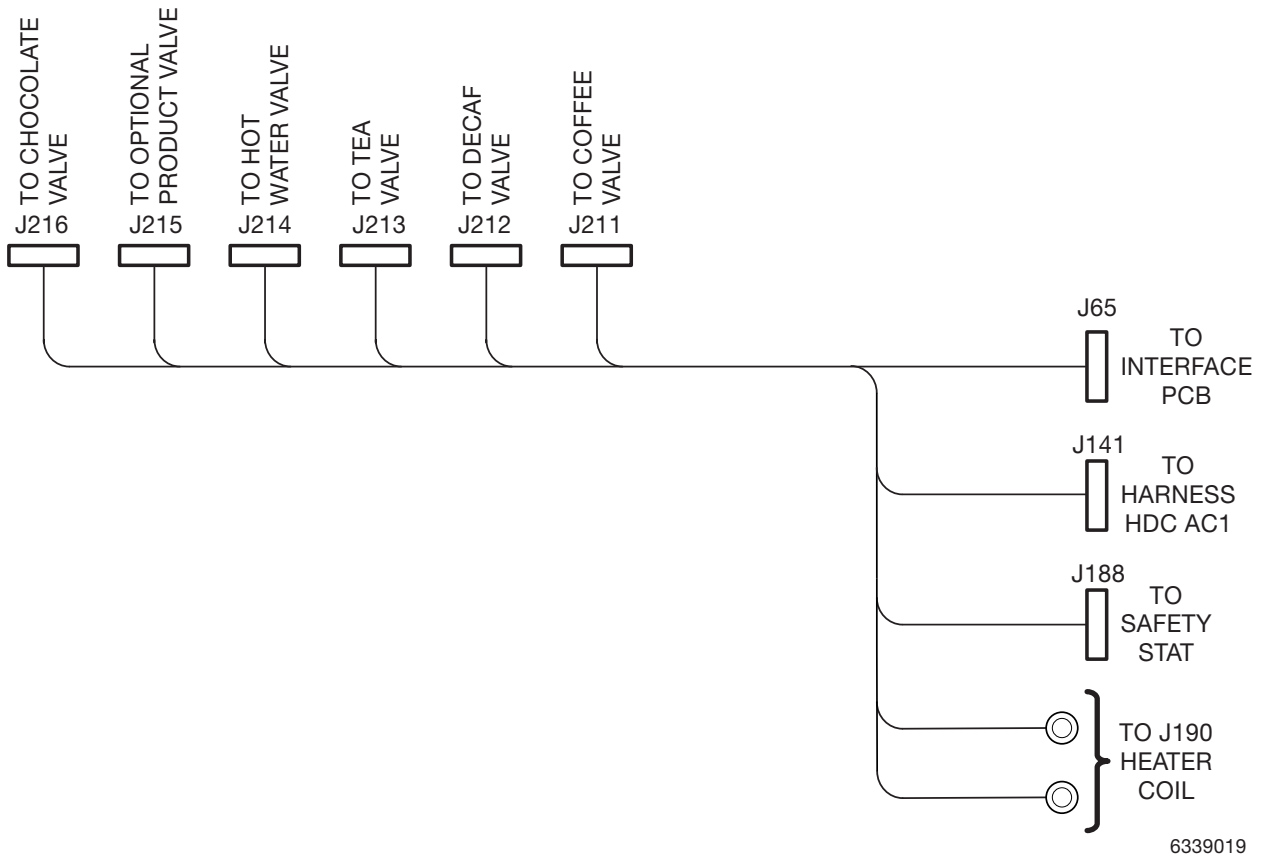 TO CHOCOLATE
VALVE
J216
TO OPTIONAL
PRODUCT VALVE
J215
TO HOT
WATER VALVE
J214
TO TEA
VALVE
J213
TO DECAF
VALVE
J212
TO COFFEE
VALVE
J211
J65
TO
INTERFACE
PCB
J141
TO
HARNESS
HDC AC1
J188
TO
SAFETY
STAT
TO J190
HEATER
COIL
6339019